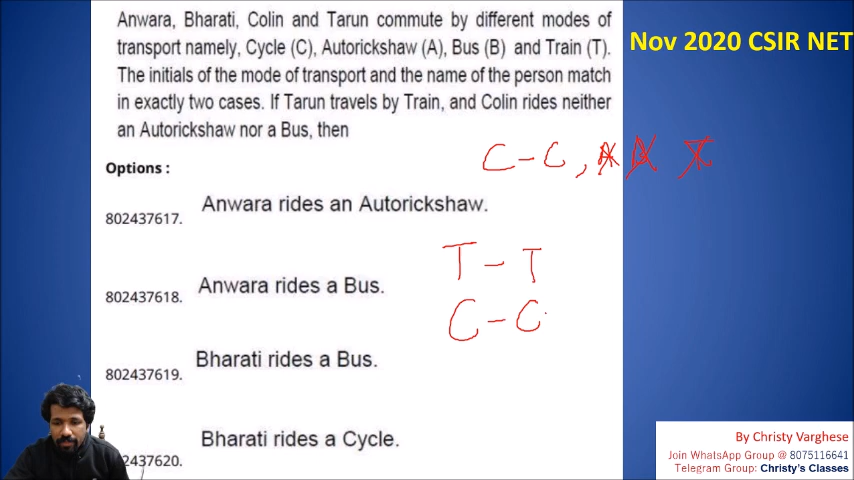 Anwara, Bharati, Colin and Tarun commute by different modes of
transport namely, Cycle (C), Autorickshaw (A), Bus (B) and Train (T).
The initials of the mode of transport and the name of the person match
in exactly two cases. If Tarun travels by Train, and Colin rides neither
an Autorickshaw nor a Bus, then
Nov 2020 CSIR NET
Options :
C - C,
802437617. Anwara rides an Autorickshaw.
T - T
802437618. Anwara rides a Bus.
C - C
802437619. Bharati rides a Bus.
2437620. Bharati rides a Cycle.
By Christy Varghese
Join WhatsApp Group @ 8075116641
Telegram Group: Christy's Classes